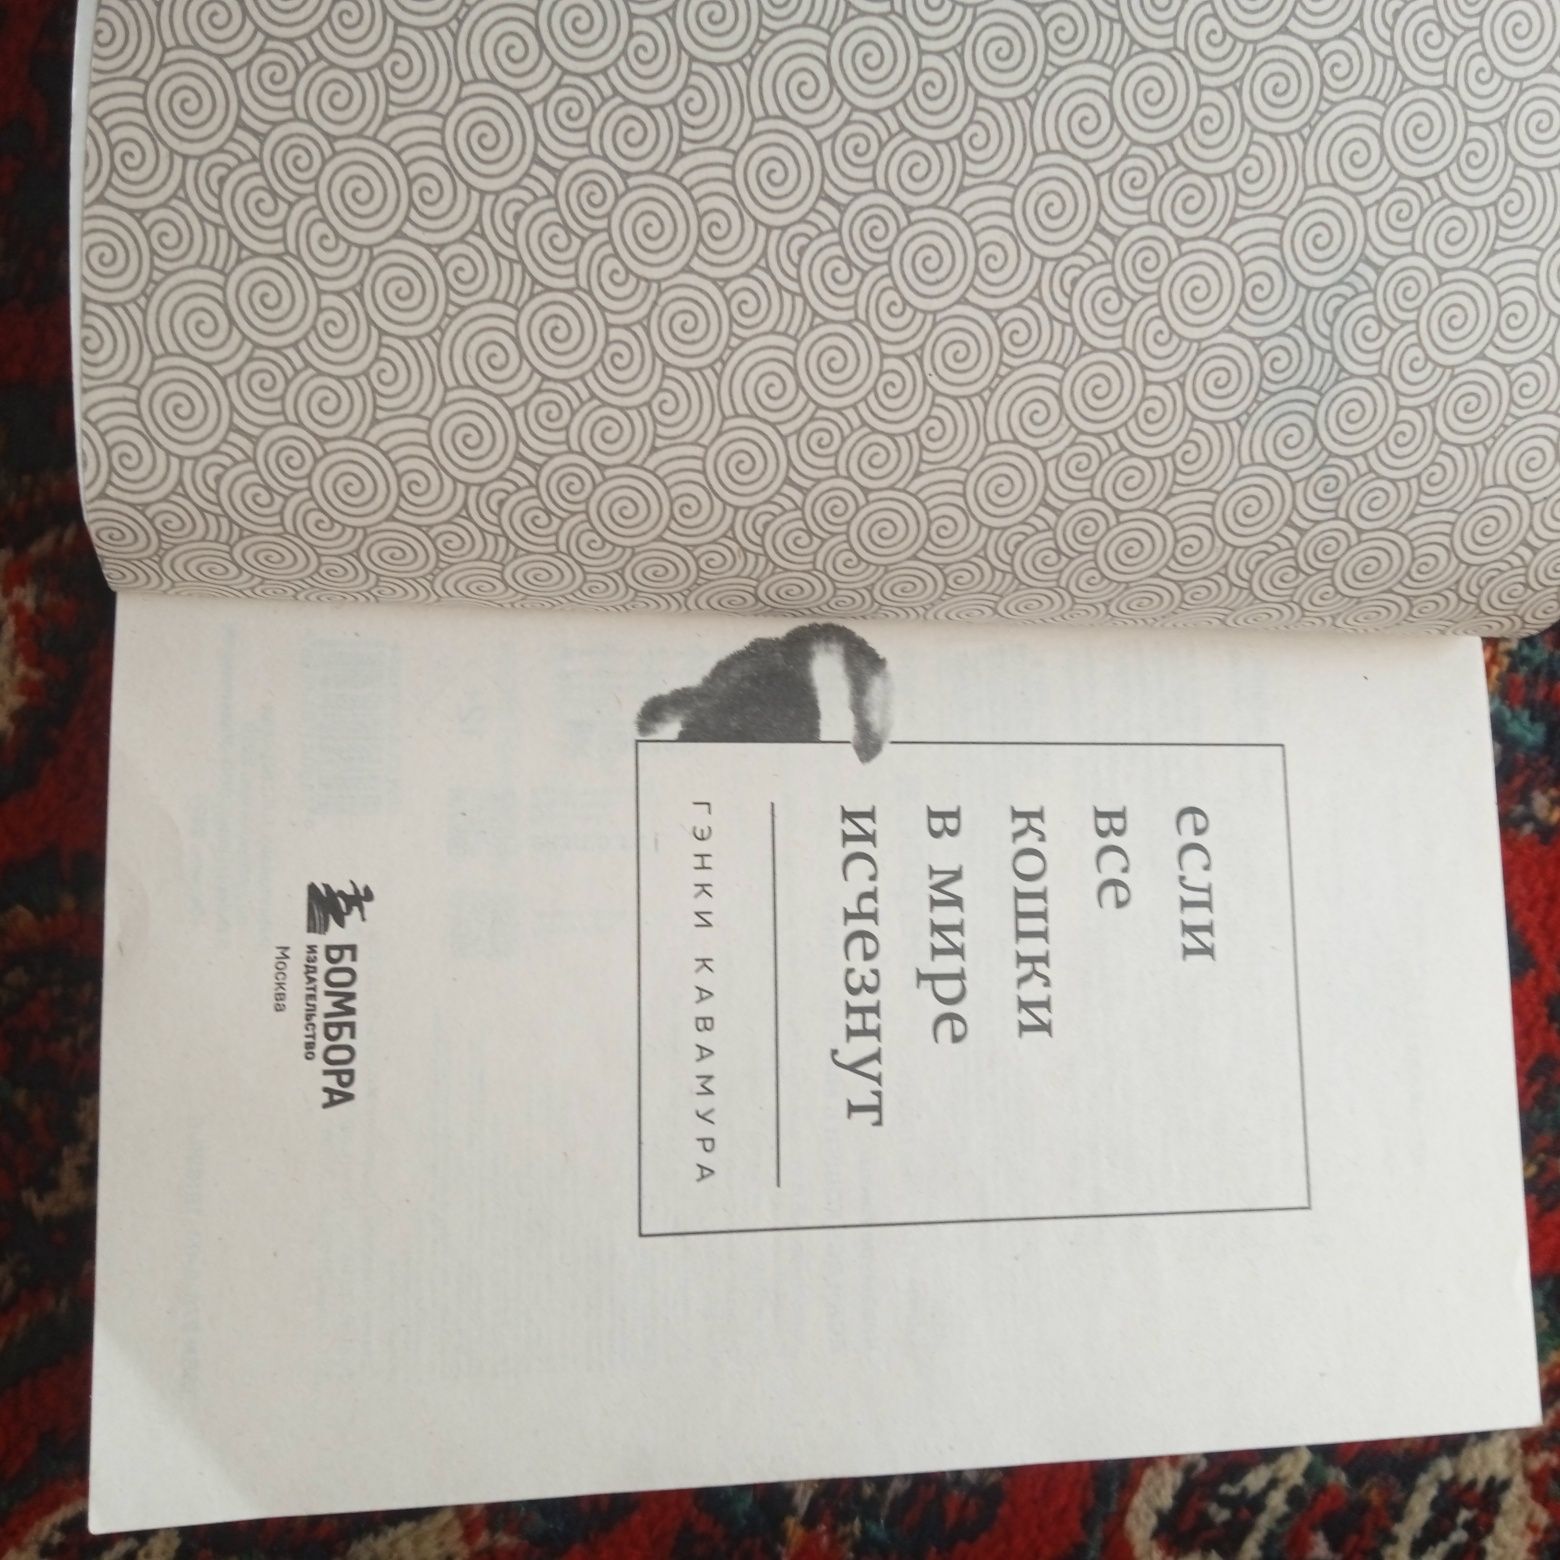 если
все
кошки
в мире
исчезнут
ГЭНКИ КАВАМУРА
БОМБОРА
ИЗДАТЕЛЬСТВО
Москва